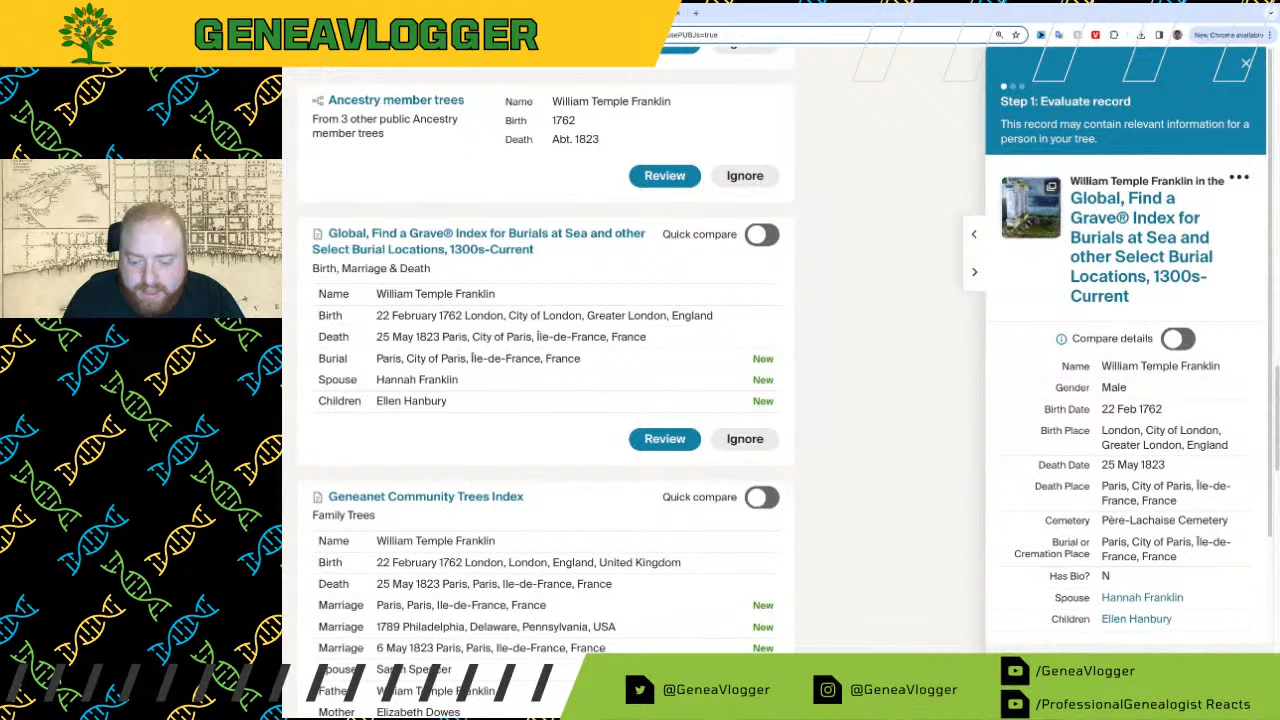 GENEAVLOGGER
usePUBJs=true
New Chrome available
Ancestry member trees
From 3 other public Ancestry
member trees
Name William Temple Franklin
Birth 1762
Death Abt. 1823
Review Ignore
Global, Find a Grave® Index for Burials at Sea and other
Select Burial Locations, 1300s-Current
Quick compare
Birth, Marriage & Death
Name William Temple Franklin
Birth 22 February 1762 London, City of London, Greater London, England
Death 25 May 1823 Paris, City of Paris, Île-de-France, France
Burial Paris, City of Paris, Île-de-France, France New
Spouse Hannah Franklin New
Children Ellen Hanbury New
Review Ignore
Geneanet Community Trees Index
Quick compare
Family Trees
Name William Temple Franklin
Birth 22 February 1762 London, London, England, United Kingdom
Death 25 May 1823 Paris, Paris, Ile-de-France, France
Marriage Paris, Paris, Ile-de-France, France New
Marriage 1789 Philadelphia, Delaware, Pennsylvania, USA New
Marriage 6 May 1823 Paris, Paris, Ile-de-France, France New
Spouse Sarah Spencer
Father William Temple Franklin
Mother Elizabeth Dowes
Step 1: Evaluate record
This record may contain relevant information for a
person in your tree.
William Temple Franklin in the
Global, Find a
Grave® Index for
Burials at Sea and
other Select Burial
Locations, 1300s-
Current
Compare details
Name William Temple Franklin
Gender Male
Birth Date 22 Feb 1762
Birth Place London, City of London,
Greater London, England
Death Date 25 May 1823
Death Place Paris, City of Paris, Île-de-
France, France
Cemetery Père-Lachaise Cemetery
Burial or
Cremation Place
Paris, City of Paris, Île-de-
France, France
Has Bio? N
Spouse Hannah Franklin
Children Ellen Hanbury
@GeneaVlogger
@GeneaVlogger
/GeneaVlogger
/ProfessionalGenealogist Reacts